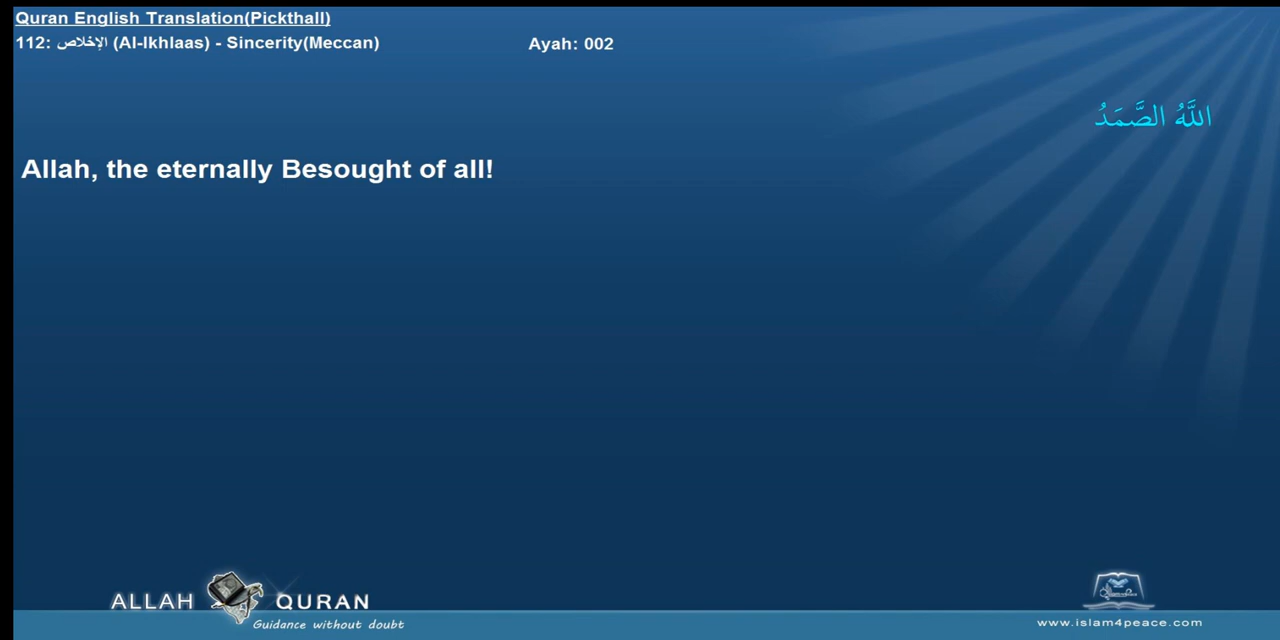 Quran English Translation(Pickthall)
112: الإخلاص (Al-Ikhlaas) - Sincerity(Meccan)
Ayah: 002
اللَّهُ الصَّمَدُ
Allah, the eternally Besought of all!
ALLAH QURAN
Guidance without doubt
www.islam4peace.com